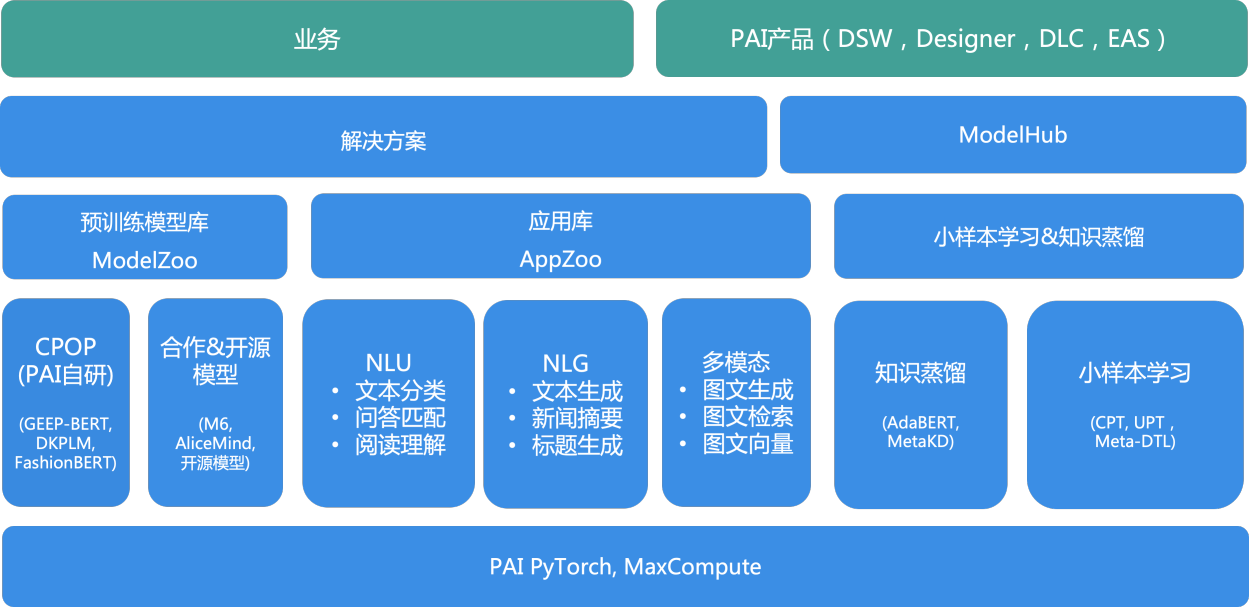 业务
PAI产品（DSW，Designer，DLC，EAS）
解决方案
ModelHub
预训练模型库
ModelZoo
应用库
AppZoo
小样本学习&知识蒸馏
CPOP
(PAI自研)
(GEEP-BERT,
DKPLM,
FashionBERT)
合作&开源
模型
(M6,
AliceMind,
开源模型)
NLU
• 文本分类
• 问答匹配
• 阅读理解
NLG
• 文本生成
• 新闻摘要
• 标题生成
多模态
• 图文生成
• 图文检索
• 图文向量
知识蒸馏
(AdaBERT,
MetaKD)
小样本学习
(CPT, UPT，
Meta-DTL)
PAI PyTorch, MaxCompute